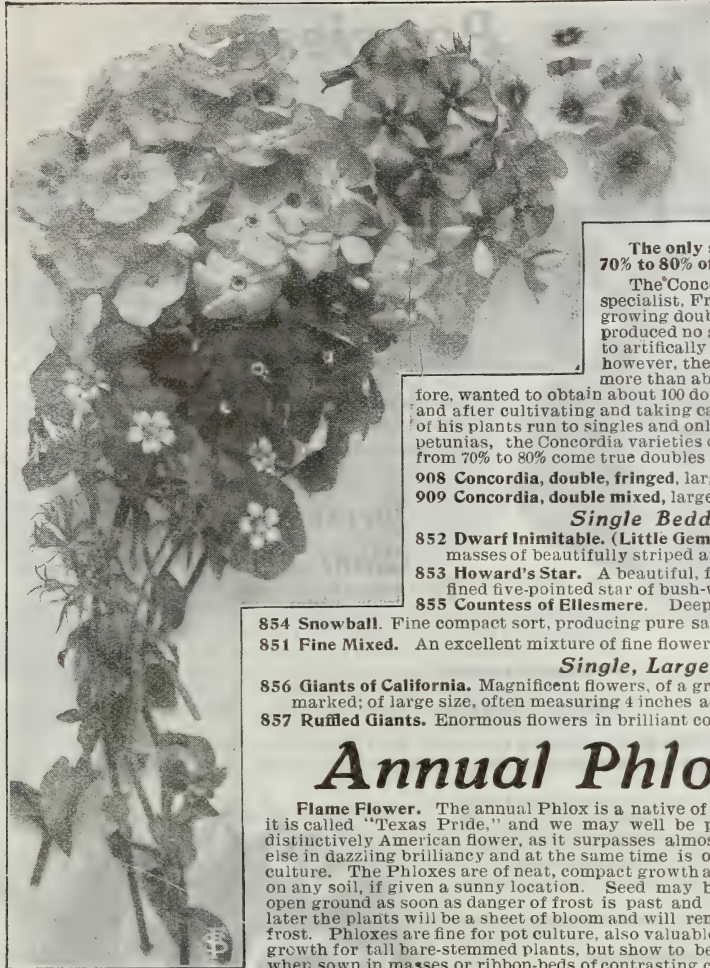 The only s
70% to 80% of
The Conco
specialist, Fr
growing doub
produced no s
to artifically
however, the
more than ab
fore, wanted to obtain about 100 do
and after cultivating and taking ca
of his plants run to singles and onl
petunias, the Concordia varieties
from 70% to 80% come true doubles
908 Concordia, double, fringed, lar
909 Concordia, double mixed, large
Single Bedd
852 Dwarf Inimitable. (Little Gem
masses of beautifully striped a
853 Howard's Star. A beautiful, f
fined five-pointed star of bush-
855 Countess of Ellesmere. Deep
854 Snowball. Fine compact sort, producing pure sa
851 Fine Mixed. An excellent mixture of fine flower
Single, Large
856 Giants of California. Magnificent flowers, of a gr
marked; of large size, often measuring 4 inches a
857 Ruffled Giants. Enormous flowers in brilliant co
Annual Phlo
Flame Flower. The annual Phlox is a native of
it is called "Texas Pride," and we may well be p
distinctively American flower, as it surpasses almos
else in dazzling brilliancy and at the same time is o
culture. The Phloxes are of neat, compact growth a
on any soil, if given a sunny location. Seed may b
open ground as soon as danger of frost is past and
later the plants will be a sheet of bloom and will re
frost. Phloxes are fine for pot culture, also valuable
growth for tall bare-stemmed plants, but show to be
when sown in masses or ribbon-beds of contrasting c